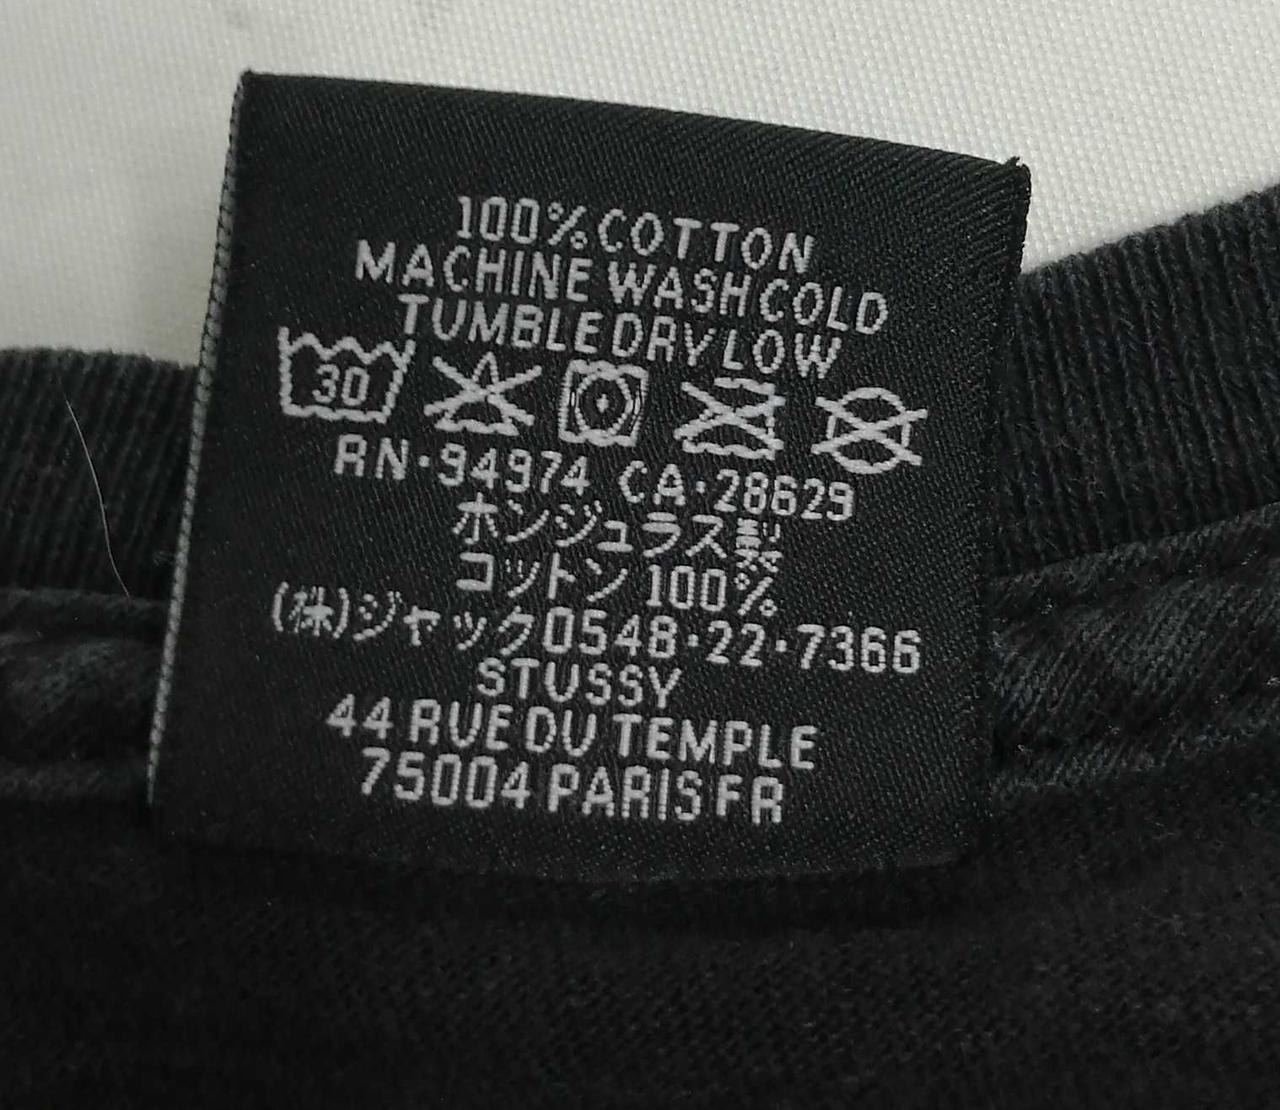 100% COTTON
MACHINE WASH COLD
TUMBLE DRY LOW
30
RN·94974 CA·28629
ホンジュラス製
コットン 100%
(株)ジャック0548·22·7366
STUSSY
44 RUE DU TEMPLE
75004 PARIS FR